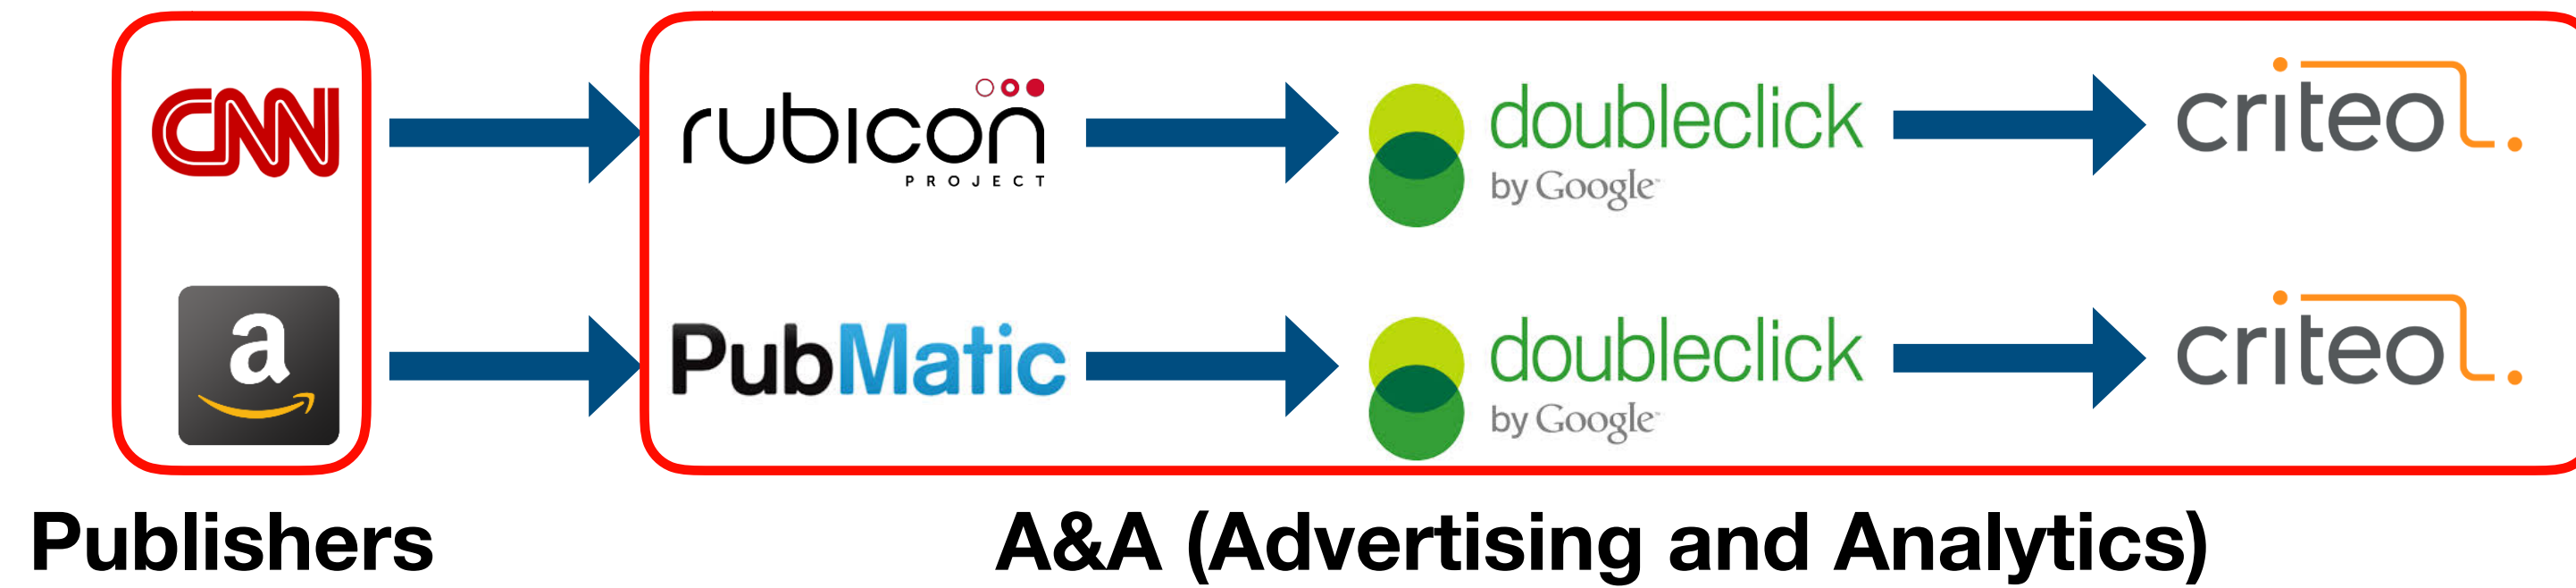 CNN
rubicon
PROJECT
doubleclick
by Google
criteo
a
PubMatic
doubleclick
by Google
criteo
Publishers
A&A (Advertising and Analytics)